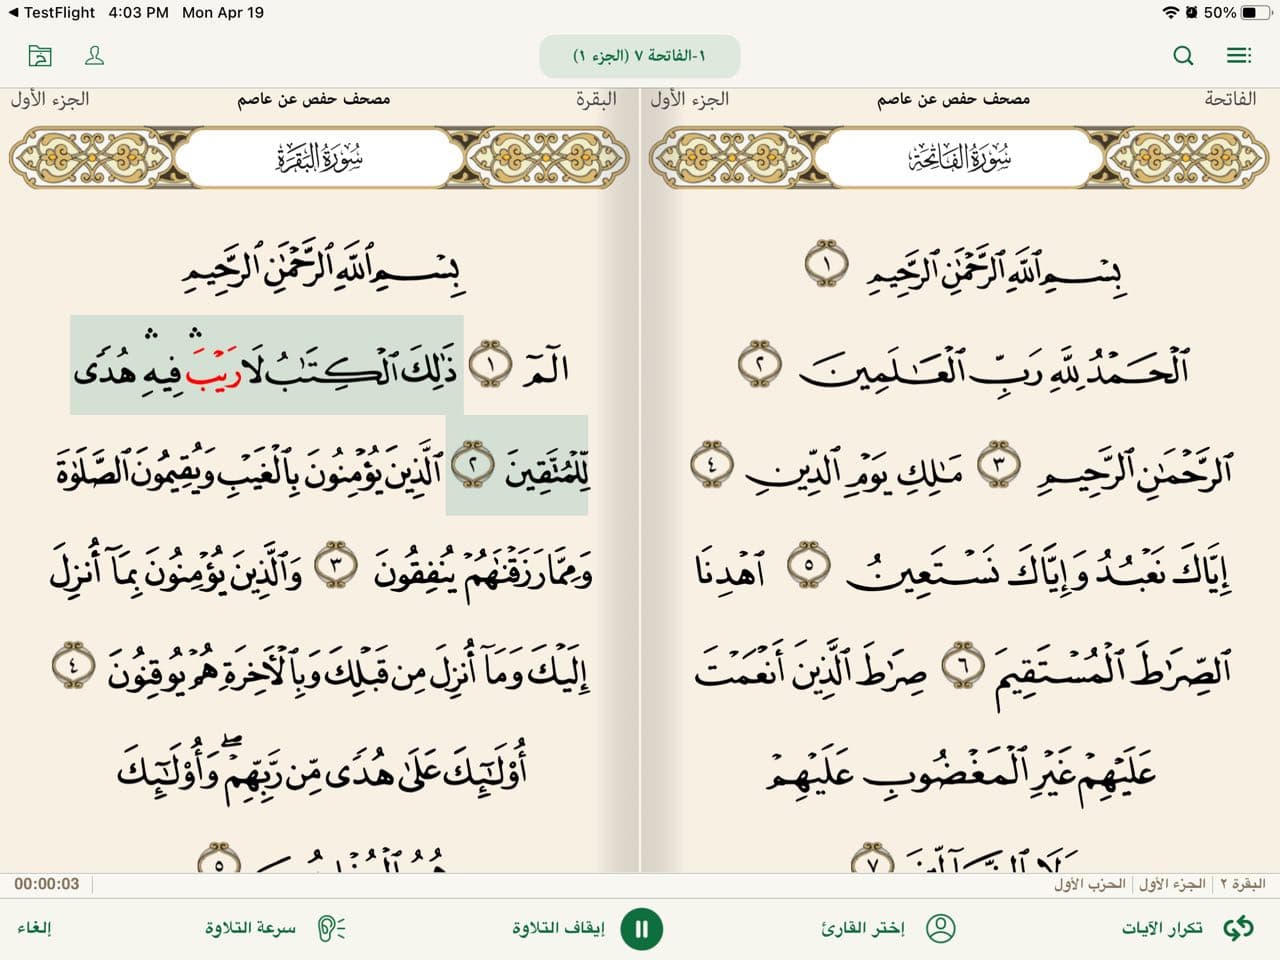 ◀ TestFlight 4:03 PM Mon Apr 19
50%
١-الفاتحة ٧ (الجزء ١)
الفاتحة
مصحف حفص عن عاصم
الجزء الأول
سُورَةُ الفَاتِحَةِ
بِسۡمِ ٱللَّهِ ٱلرَّحۡمَٰنِ ٱلرَّحِيمِ ١
ٱلۡحَمۡدُ لِلَّهِ رَبِّ ٱلۡعَٰلَمِينَ ٢
ٱلرَّحۡمَٰنِ ٱلرَّحِيمِ ٣ مَٰلِكِ يَوۡمِ ٱلدِّينِ ٤
إِيَّاكَ نَعۡبُدُ وَإِيَّاكَ نَسۡتَعِينُ ٥ ٱهۡدِنَا
ٱلصِّرَٰطَ ٱلۡمُسۡتَقِيمَ ٦ صِرَٰطَ ٱلَّذِينَ أَنۡعَمۡتَ
عَلَيۡهِمۡ غَيۡرِ ٱلۡمَغۡضُوبِ عَلَيۡهِمۡ
وَلَا ٱلضَّآلِّينَ ٧
البقرة
مصحف حفص عن عاصم
الجزء الأول
سُورَةُ البَقَرَةِ
بِسۡمِ ٱللَّهِ ٱلرَّحۡمَٰنِ ٱلرَّحِيمِ
الٓمٓ ١ ذَٰلِكَ ٱلۡكِتَٰبُ لَا رَيۡبَۛ فِيهِۛ هُدٗى
لِّلۡمُتَّقِينَ ٢ ٱلَّذِينَ يُؤۡمِنُونَ بِٱلۡغَيۡبِ وَيُقِيمُونَ ٱلصَّلَوٰةَ
وَمِمَّا رَزَقۡنَٰهُمۡ يُنفِقُونَ ٣ وَٱلَّذِينَ يُؤۡمِنُونَ بِمَآ أُنزِلَ
إِلَيۡكَ وَمَآ أُنزِلَ مِن قَبۡلِكَ وَبِٱلۡأٓخِرَةِ هُمۡ يُوقِنُونَ ٤
أُوْلَٰٓئِكَ عَلَىٰ هُدٗى مِّن رَّبِّهِمۡۖ وَأُوْلَٰٓئِكَ
هُمُ ٱلۡمُفۡلِحُونَ ٥
البقرة ٢ | الجزء الأول | الحزب الأول
00:00:03
تكرار الآيات
إختر القارئ
إيقاف التلاوة
سرعة التلاوة
إلغاء